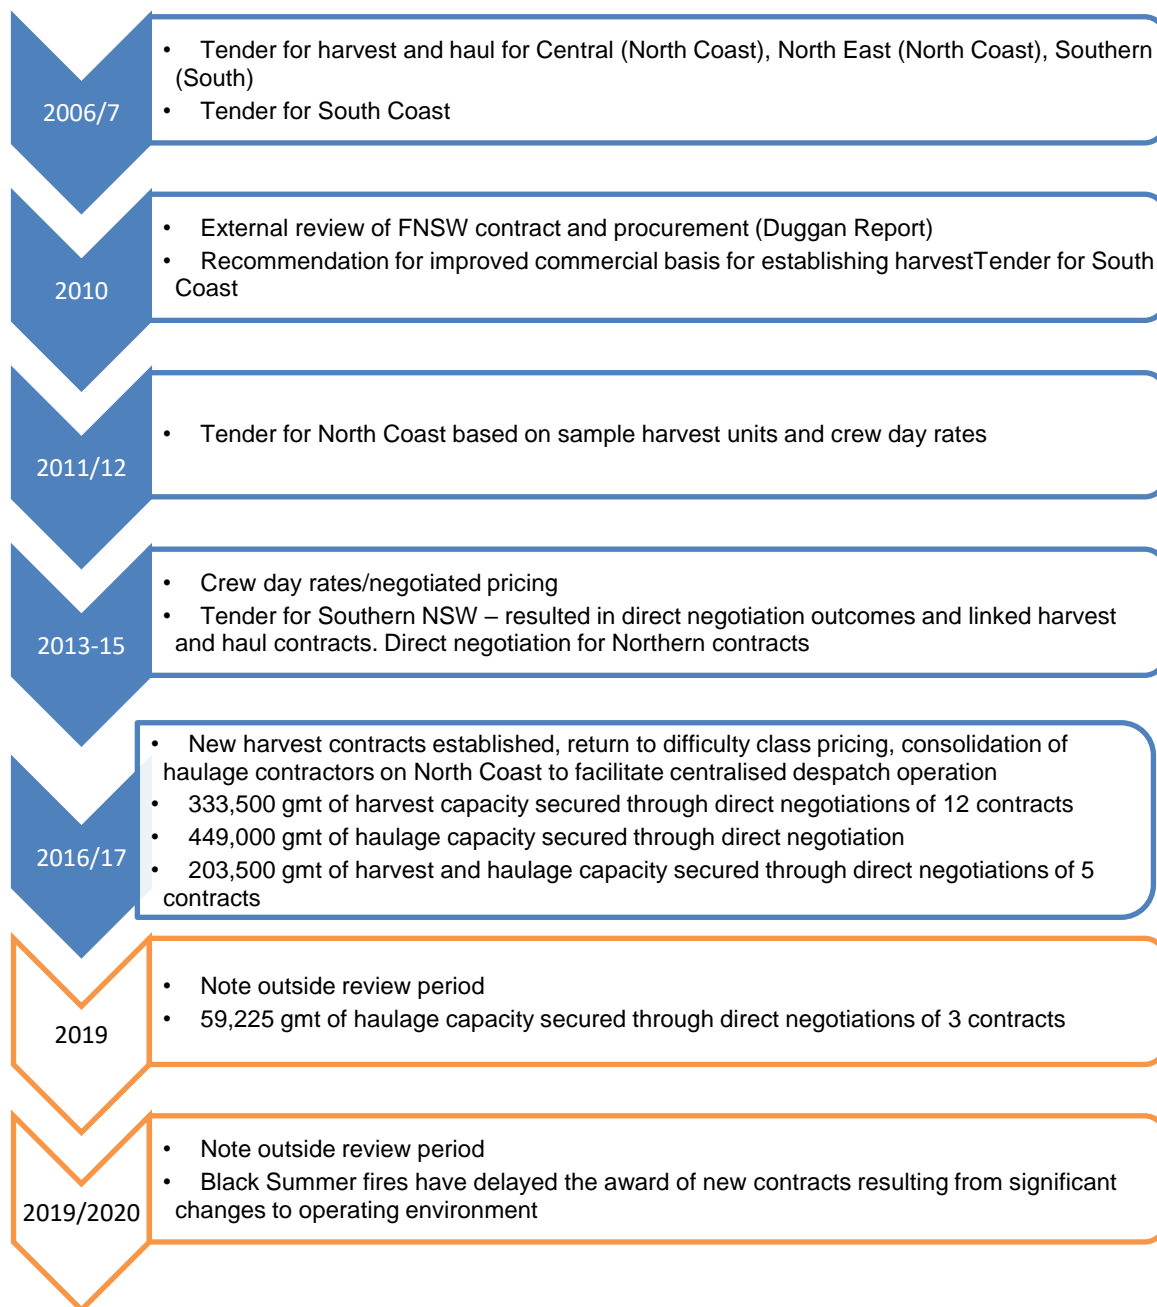 2006/7
• Tender for harvest and haul for Central (North Coast), North East (North Coast), Southern
(South)
• Tender for South Coast
2010
• External review of FNSW contract and procurement (Duggan Report)
• Recommendation for improved commercial basis for establishing harvestTender for South
Coast
2011/12
• Tender for North Coast based on sample harvest units and crew day rates
2013-15
• Crew day rates/negotiated pricing
• Tender for Southern NSW – resulted in direct negotiation outcomes and linked harvest
and haul contracts. Direct negotiation for Northern contracts
2016/17
• New harvest contracts established, return to difficulty class pricing, consolidation of
haulage contractors on North Coast to facilitate centralised despatch operation
• 333,500 gmt of harvest capacity secured through direct negotiations of 12 contracts
• 449,000 gmt of haulage capacity secured through direct negotiation
• 203,500 gmt of harvest and haulage capacity secured through direct negotiations of 5
contracts
2019
• Note outside review period
• 59,225 gmt of haulage capacity secured through direct negotiations of 3 contracts
2019/2020
• Note outside review period
• Black Summer fires have delayed the award of new contracts resulting from significant
changes to operating environment